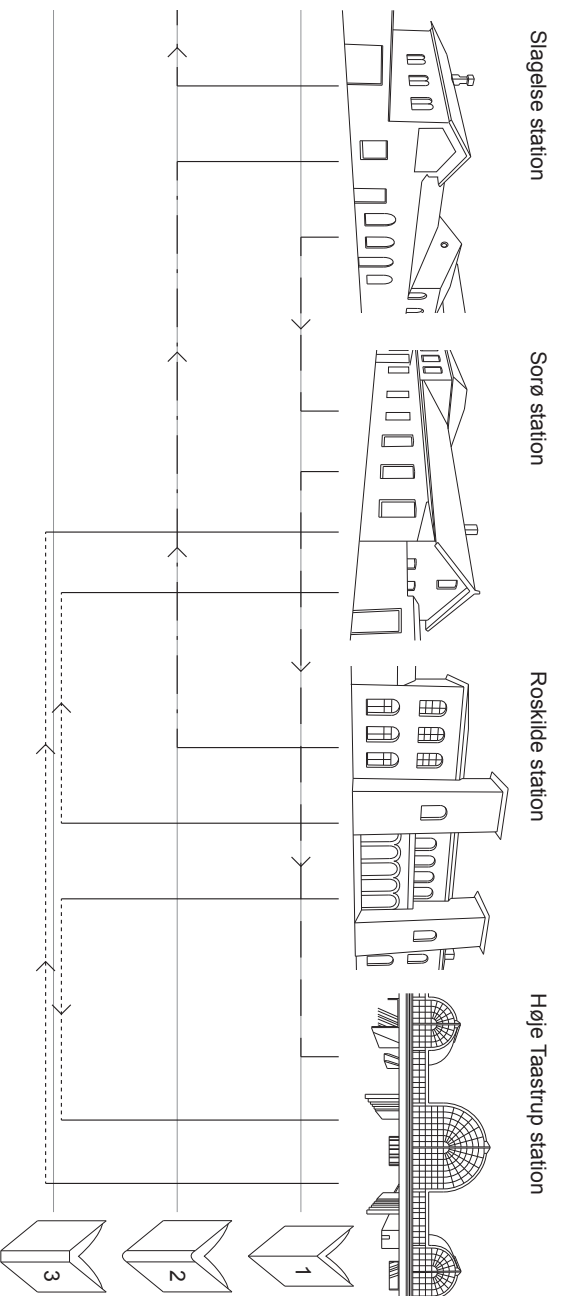 Slagelse station
Sorø station
Roskilde station
Høje Taastrup station
1
2
3